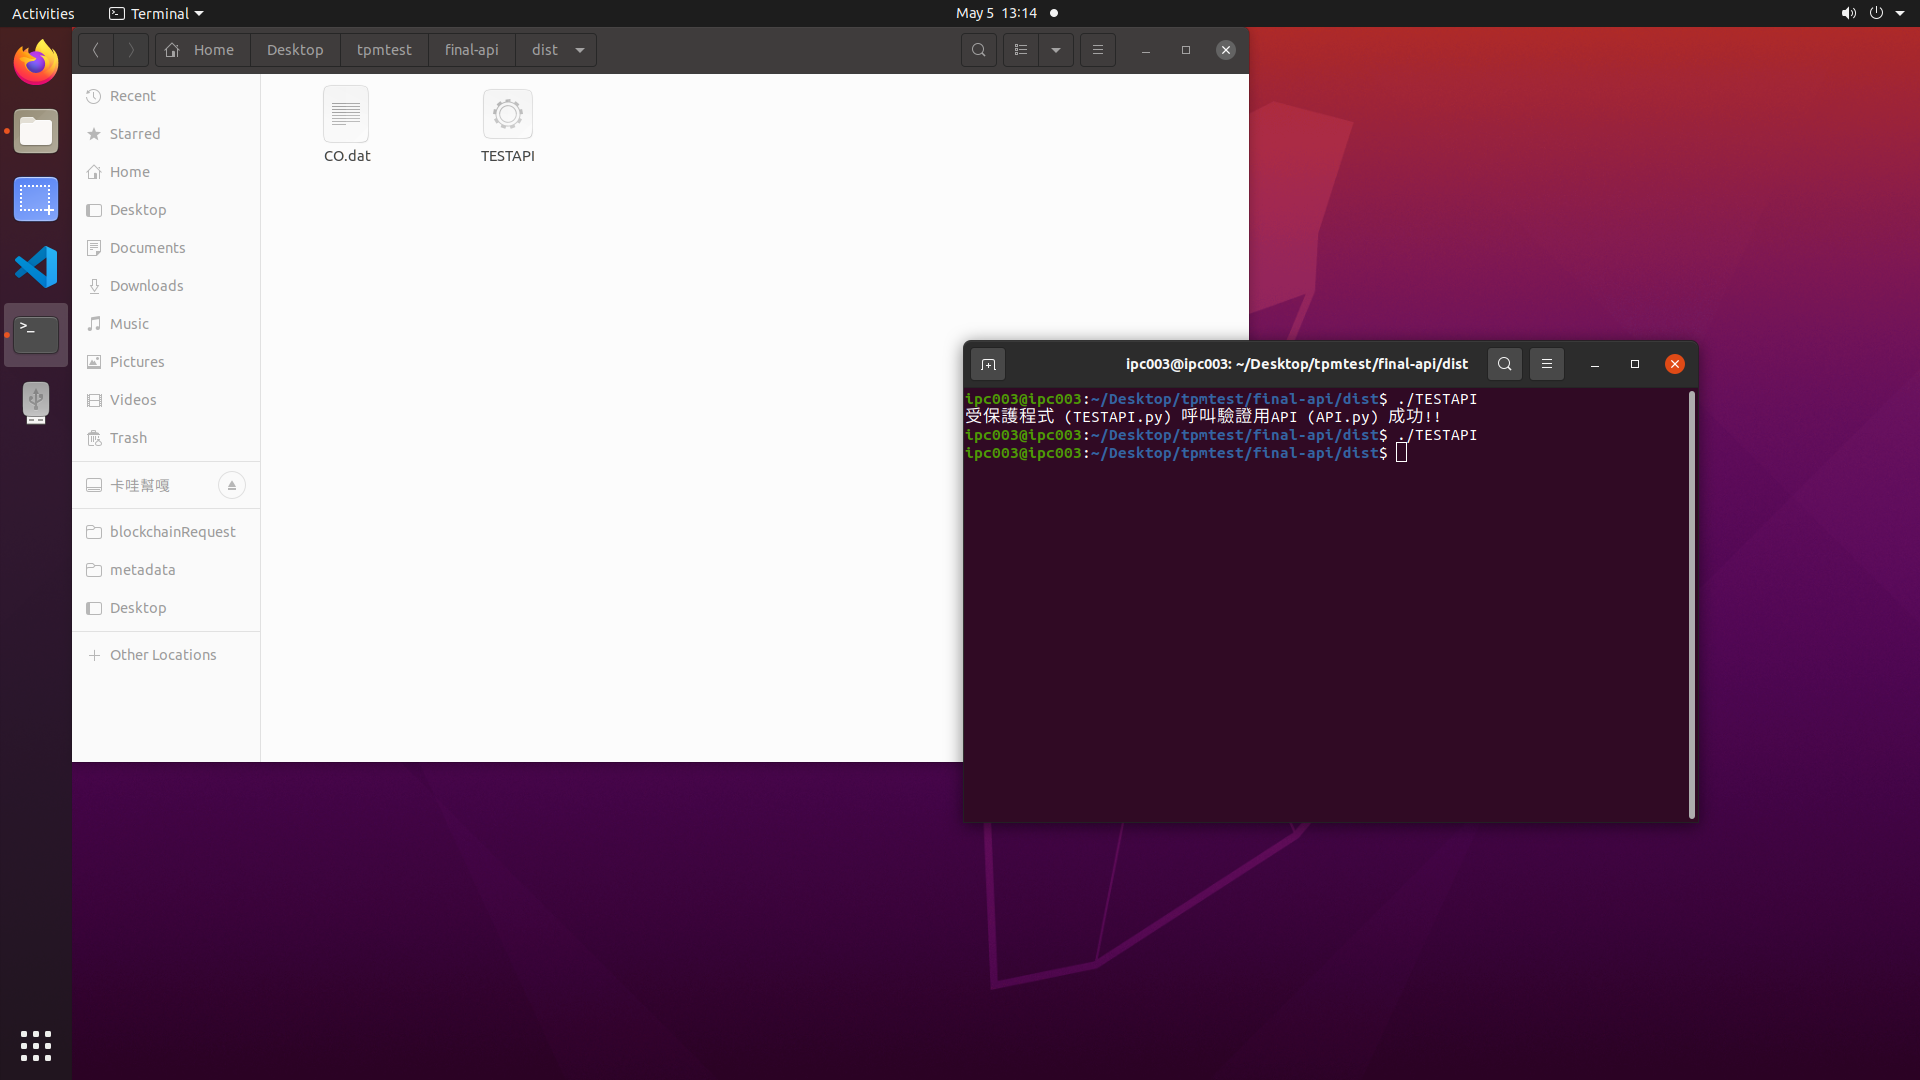 Activities
Terminal
May 5 13:14
Home
Desktop
tpmtest
final-api
dist
Recent
Starred
Home
Desktop
Documents
Downloads
Music
Pictures
Videos
Trash
卡哇幫嘎
blockchainRequest
metadata
Desktop
Other Locations
CO.dat
TESTAPI
ipc003@ipc003: ~/Desktop/tpmtest/final-api/dist
ipc003@ipc003:~/Desktop/tpmtest/final-api/dist$ ./TESTAPI
受保護程式 (TESTAPI.py) 呼叫驗證用API (API.py) 成功!!
ipc003@ipc003:~/Desktop/tpmtest/final-api/dist$ ./TESTAPI
ipc003@ipc003:~/Desktop/tpmtest/final-api/dist$